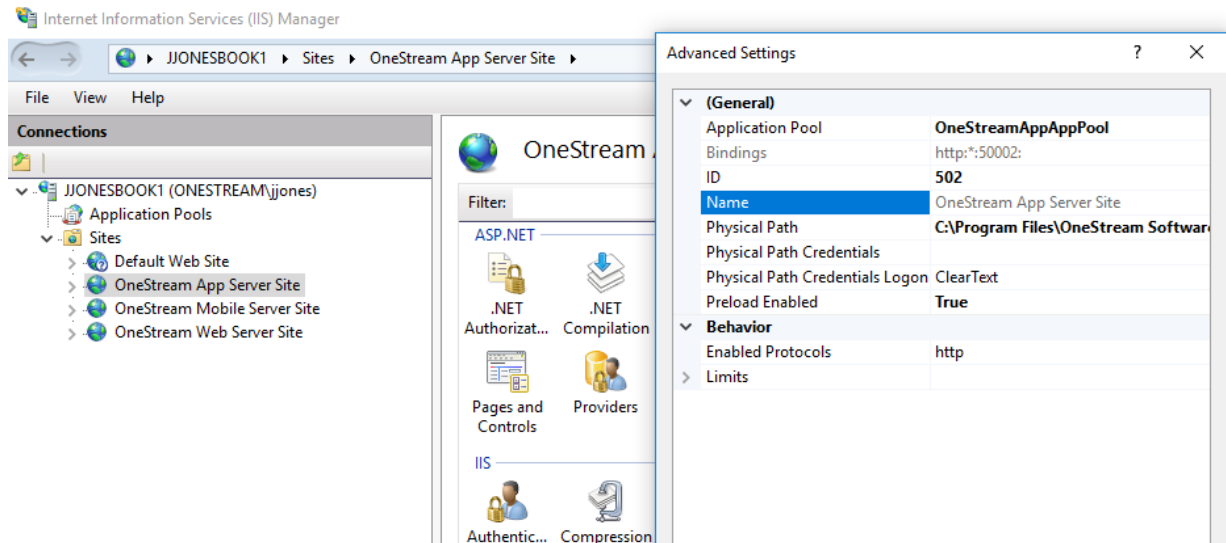 Internet Information Services (IIS) Manager
JJONESBOOK1 Sites OneStream App Server Site
File View Help
Connections
JJONESBOOK1 (ONESTREAM\jjones)
Application Pools
Sites
Default Web Site
OneStream App Server Site
OneStream Mobile Server Site
OneStream Web Server Site
OneStream
Filter:
ASP.NET
.NET Authorizat...
.NET Compilation
Pages and Controls
Providers
IIS
Authentic...
Compression
Advanced Settings ?
(General)
Application Pool OneStreamAppAppPool
Bindings http:*:50002:
ID 502
Name OneStream App Server Site
Physical Path C:\Program Files\OneStream Software
Physical Path Credentials
Physical Path Credentials Logon ClearText
Preload Enabled True
Behavior
Enabled Protocols http
Limits